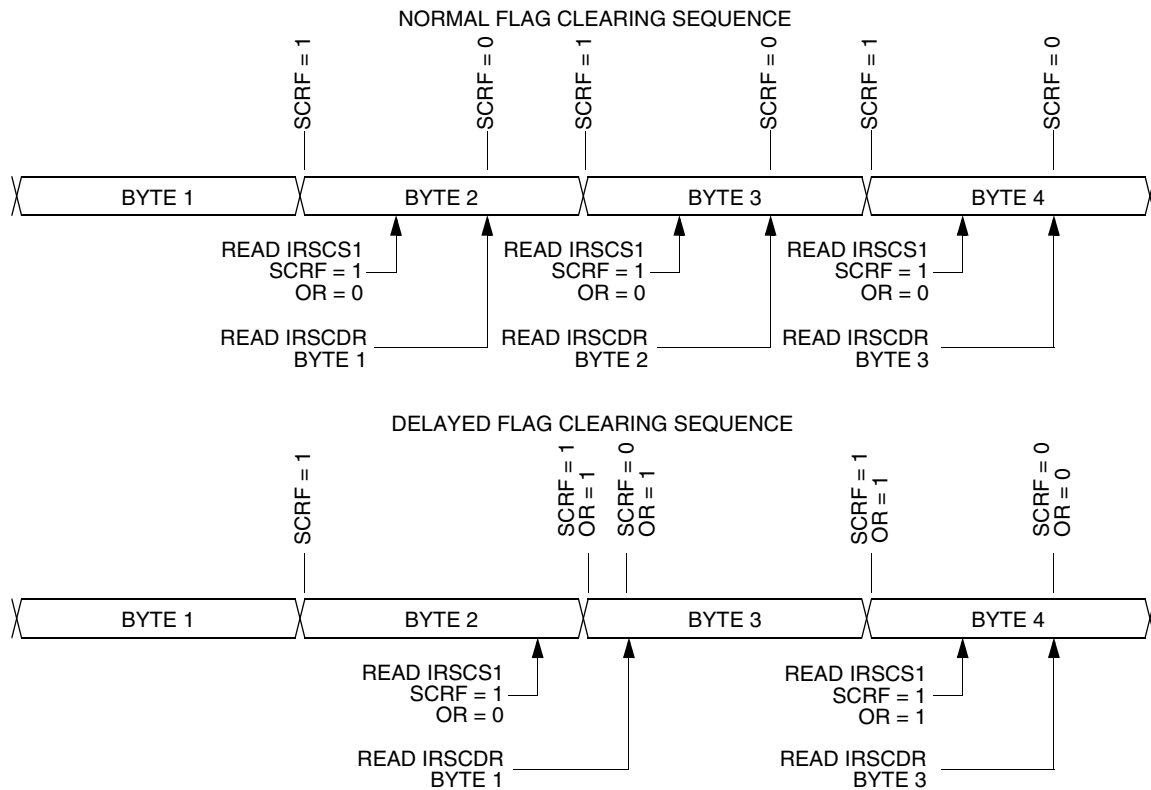 NORMAL FLAG CLEARING SEQUENCE
SCRF = 1
SCRF = 0
SCRF = 1
SCRF = 0
SCRF = 1
SCRF = 0
BYTE 1
BYTE 2
BYTE 3
BYTE 4
READ IRSCS1
SCRF = 1
OR = 0
READ IRSCS1
SCRF = 1
OR = 0
READ IRSCS1
SCRF = 1
OR = 0
READ IRSCDR
BYTE 1
READ IRSCDR
BYTE 2
READ IRSCDR
BYTE 3
DELAYED FLAG CLEARING SEQUENCE
SCRF = 1
SCRF = 1
OR = 1
SCRF = 0
OR = 1
SCRF = 1
OR = 1
SCRF = 0
OR = 0
BYTE 1
BYTE 2
BYTE 3
BYTE 4
READ IRSCS1
SCRF = 1
OR = 0
READ IRSCS1
SCRF = 1
OR = 1
READ IRSCDR
BYTE 1
READ IRSCDR
BYTE 3